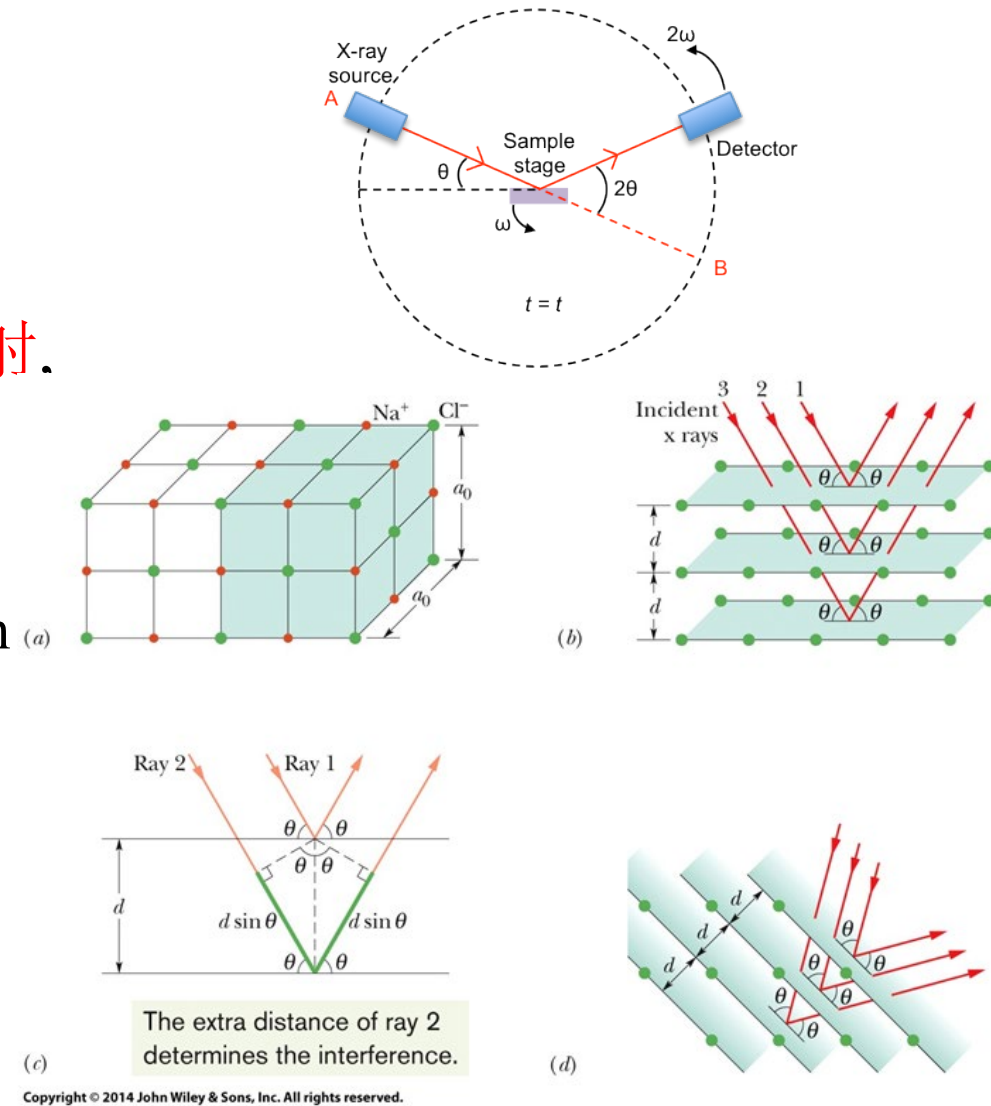 2ω
X-ray
source
A
Sample
stage
Detector
θ
2θ
ω
B
t = t
射,
Na⁺ Cl⁻
a₀
a₀
(a)
3 2 1
Incident
x rays
θ θ
d
θ θ
d
θ θ
(b)
Ray 2 Ray 1
θ θ
θ θ
d
d sin θ d sin θ
θ θ
The extra distance of ray 2
determines the interference.
(c)
d
d
d
θ
θ
θ
θ
θ
θ
(d)
Copyright © 2014 John Wiley & Sons, Inc. All rights reserved.